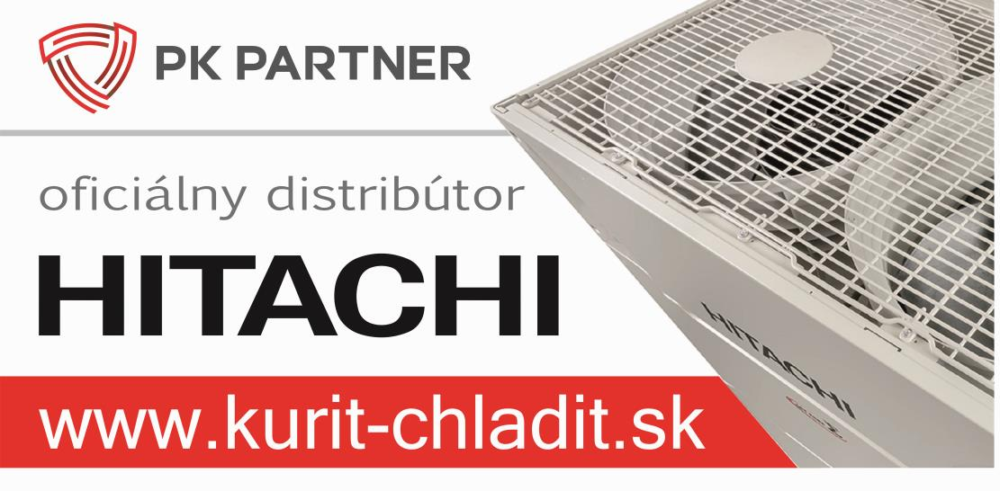 PK PARTNER
oficiálny distribútor
HITACHI
www.kurit-chladit.sk
HITACHI